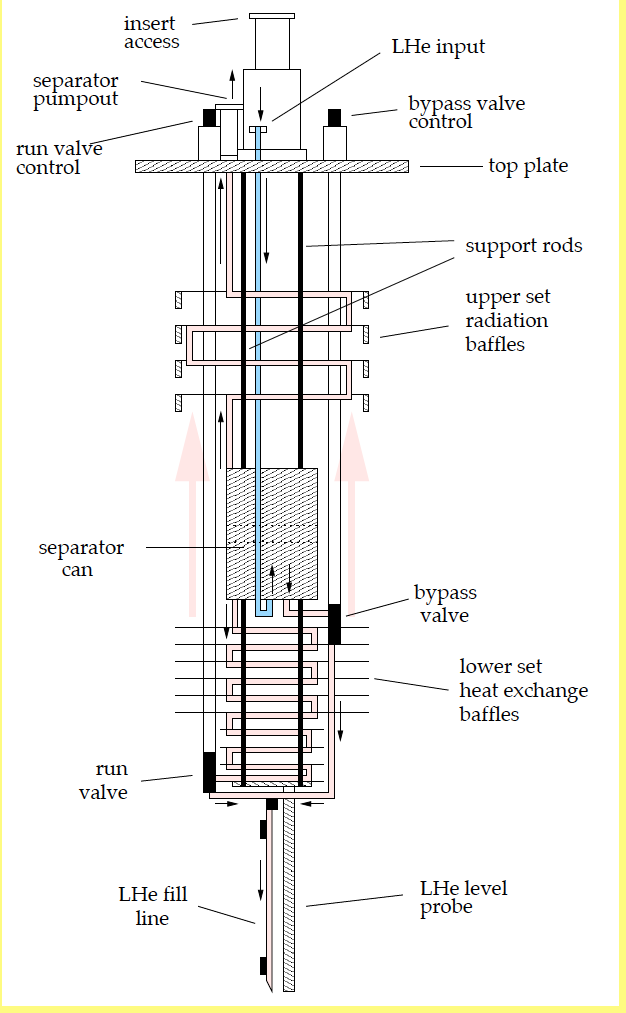 insert
access
LHe input
separator
pumpout
bypass valve
control
run valve
control
top plate
support rods
upper set
radiation
baffles
separator
can
bypass
valve
lower set
heat exchange
baffles
run
valve
LHe fill
line
LHe level
probe